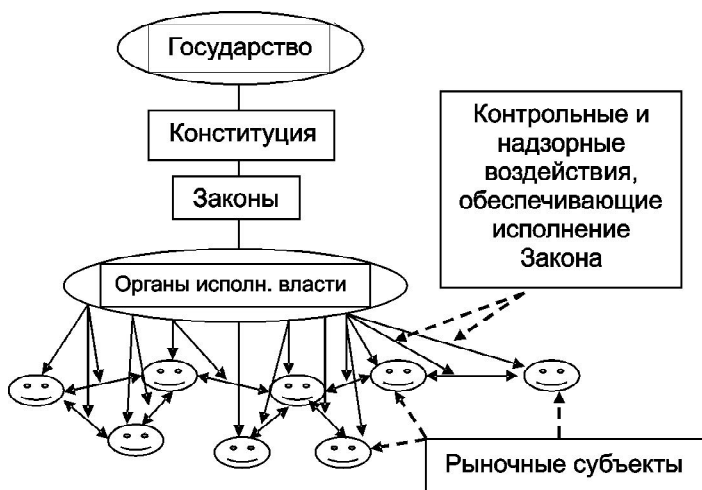 Государство
Конституция
Законы
Органы исполн. власти
Контрольные и
надзорные
воздействия,
обеспечивающие
исполнение
Закона
Рыночные субъекты